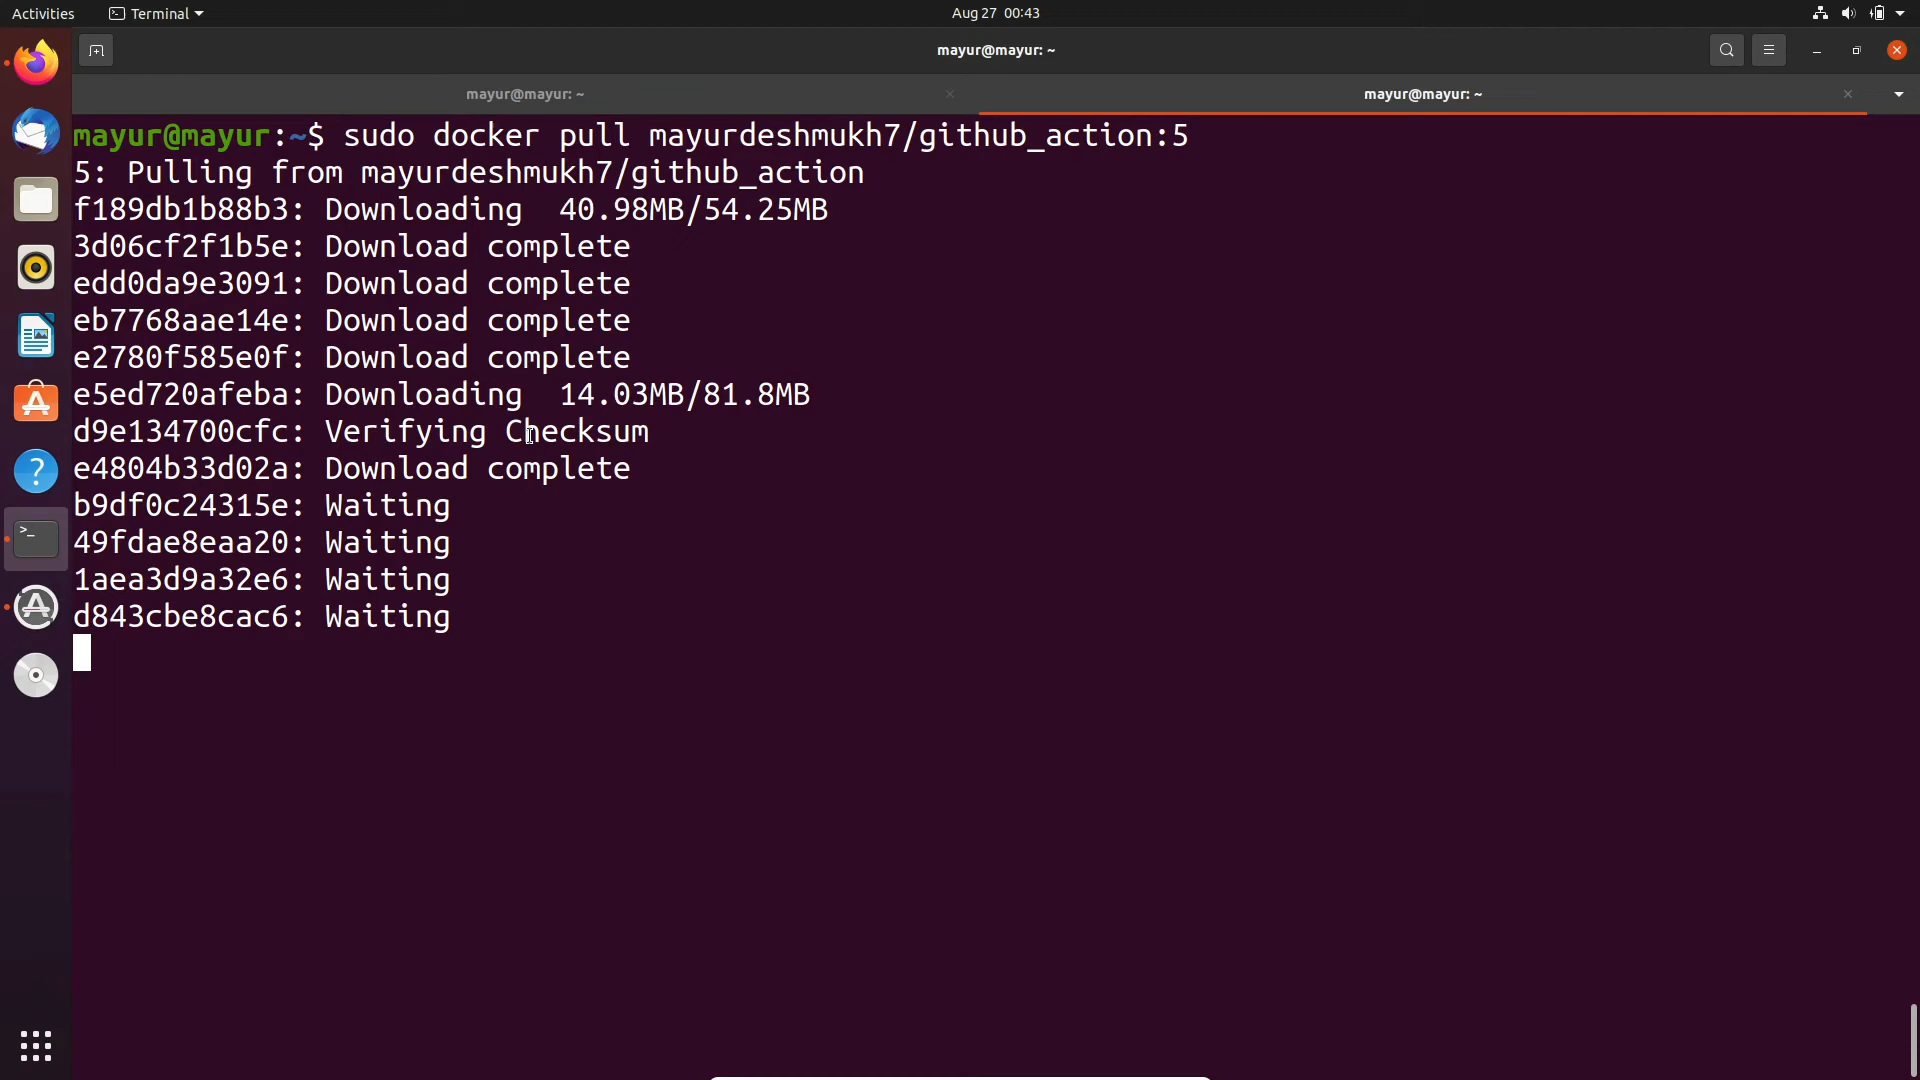 Activities Terminal Aug 27 00:43
mayur@mayur: ~
mayur@mayur: ~ mayur@mayur: ~
mayur@mayur:~$ sudo docker pull mayurdeshmukh7/github_action:5
5: Pulling from mayurdeshmukh7/github_action
f189db1b88b3: Downloading  40.98MB/54.25MB
3d06cf2f1b5e: Download complete
edd0da9e3091: Download complete
eb7768aae14e: Download complete
e2780f585e0f: Download complete
e5ed720afeba: Downloading  14.03MB/81.8MB
d9e134700cfc: Verifying Checksum
e4804b33d02a: Download complete
b9df0c24315e: Waiting
49fdae8eaa20: Waiting
1aea3d9a32e6: Waiting
d843cbe8cac6: Waiting